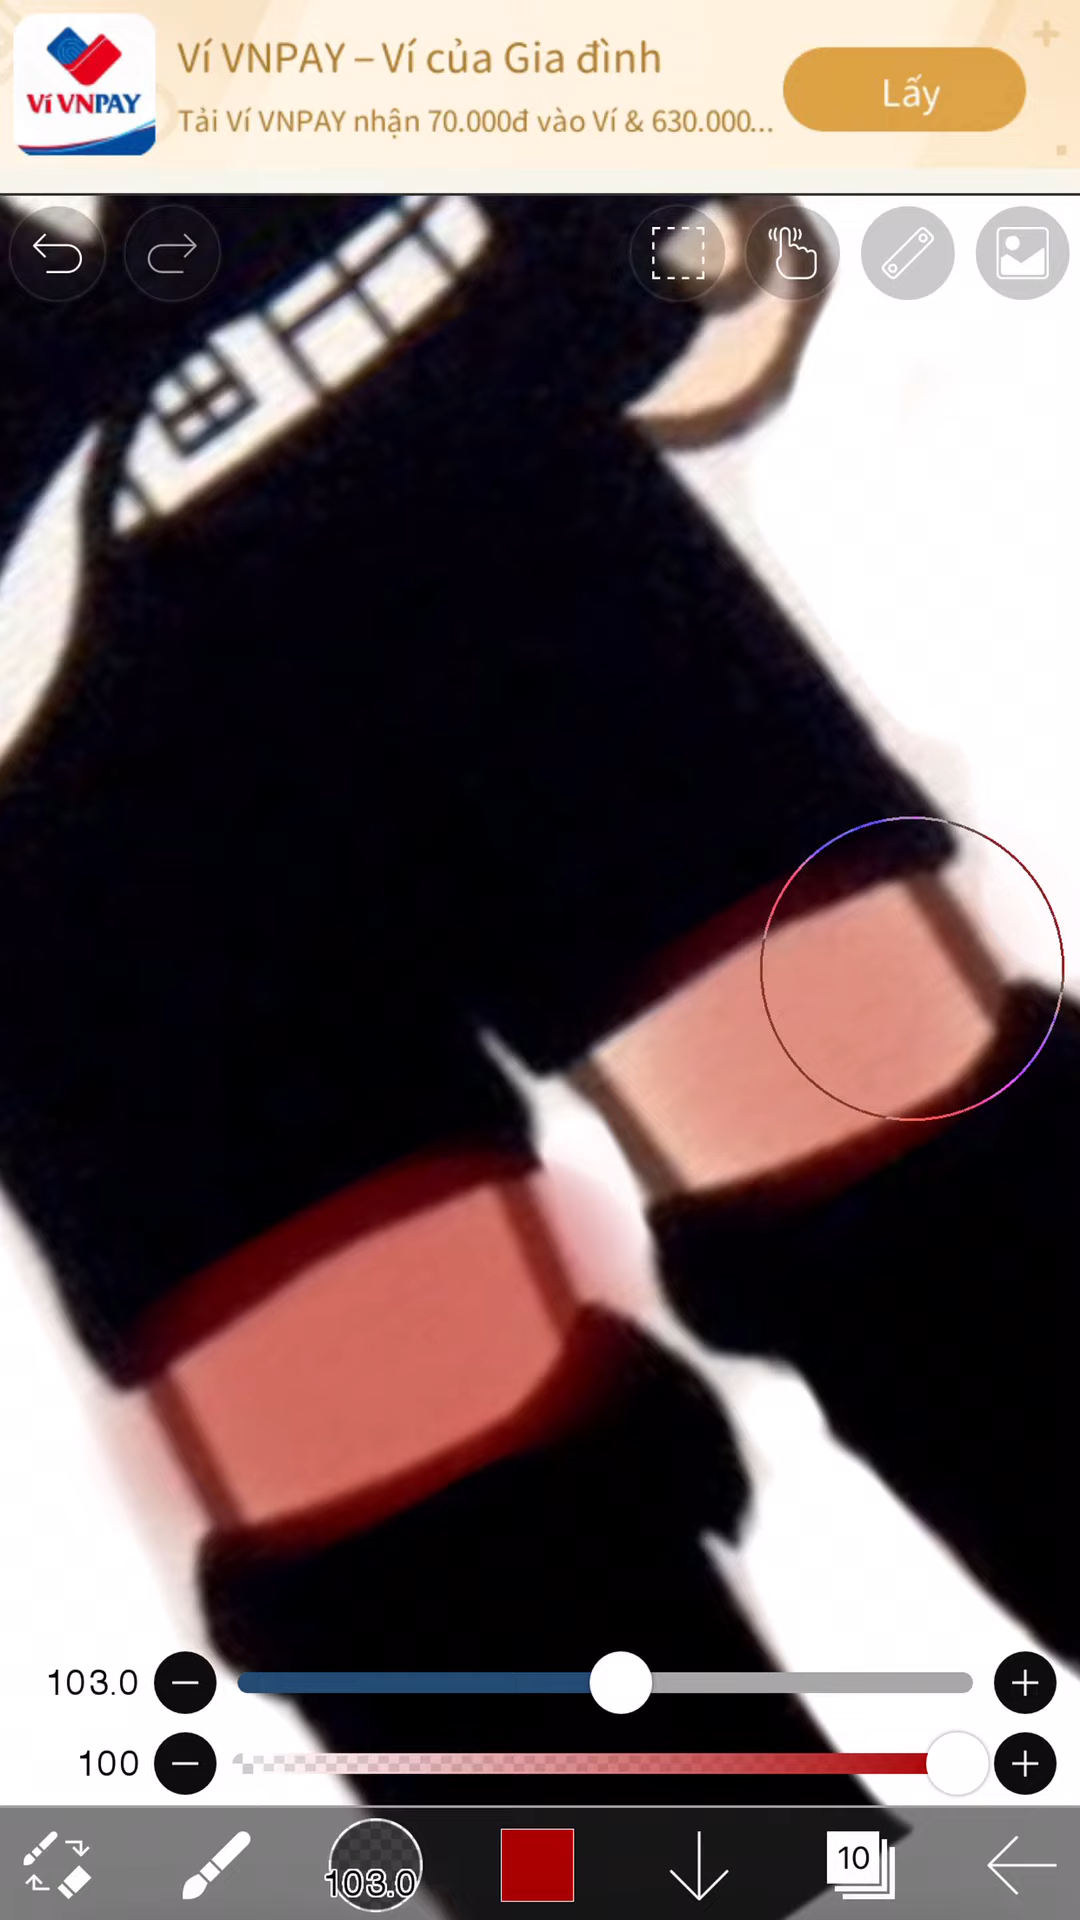 Ví VNPAY – Ví của Gia đình
Ví VNPAY
Tải Ví VNPAY nhận 70.000đ vào Ví & 630.000...
Lấy
103.0
100
103.0
10